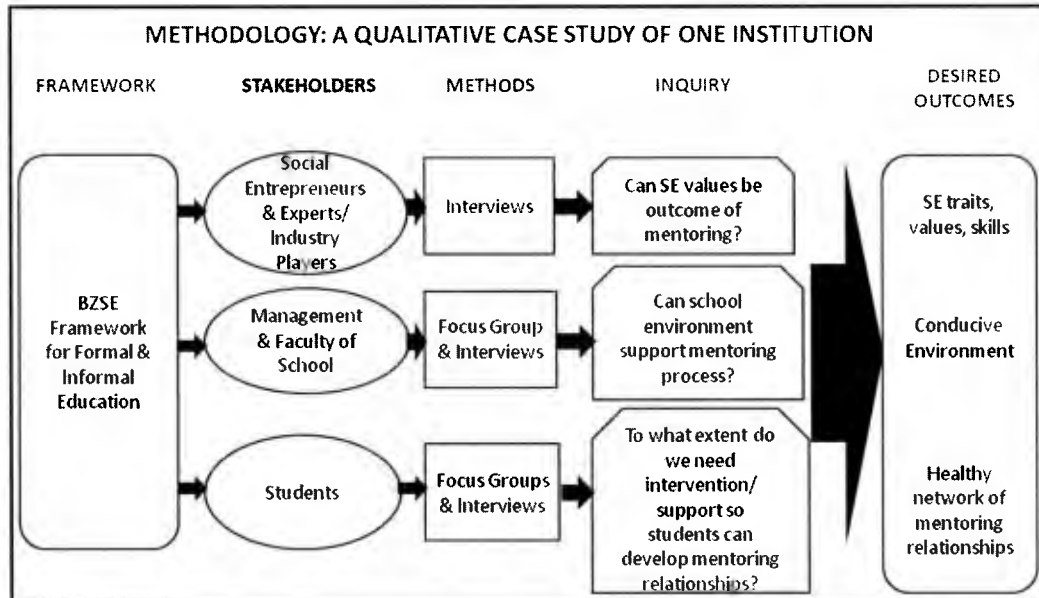 METHODOLOGY: A QUALITATIVE CASE STUDY OF ONE INSTITUTION
FRAMEWORK
STAKEHOLDERS
METHODS
INQUIRY
DESIRED
OUTCOMES
BZSE
Framework
for Formal &
Informal
Education
Social
Entrepreneurs
& Experts/
Industry
Players
Interviews
Can SE values be
outcome of
mentoring?
SE traits,
values, skills
Management
& Faculty of
School
Focus Group
& Interviews
Can school
environment
support mentoring
process?
Conducive
Environment
Students
Focus Groups
& Interviews
To what extent do
we need
intervention/
support so
students can
develop mentoring
relationships?
Healthy
network of
mentoring
relationships